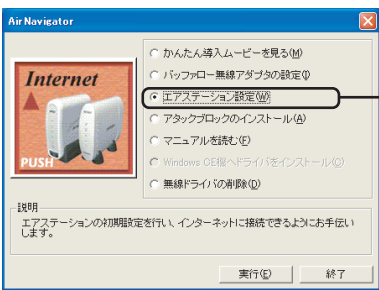 AirNavigator
Internet
PUSH
かんたん導入ムービーを見る(M)
バッファロー無線アダプタの設定(I)
エアステーション設定(W)
アタックブロックのインストール(A)
マニュアルを読む(F)
Windows CE機へドライバをインストール(C)
無線ドライバの削除(D)
説明
エアステーションの初期設定を行い、インターネットに接続できるようにお手伝い
します。
実行(E)
終了